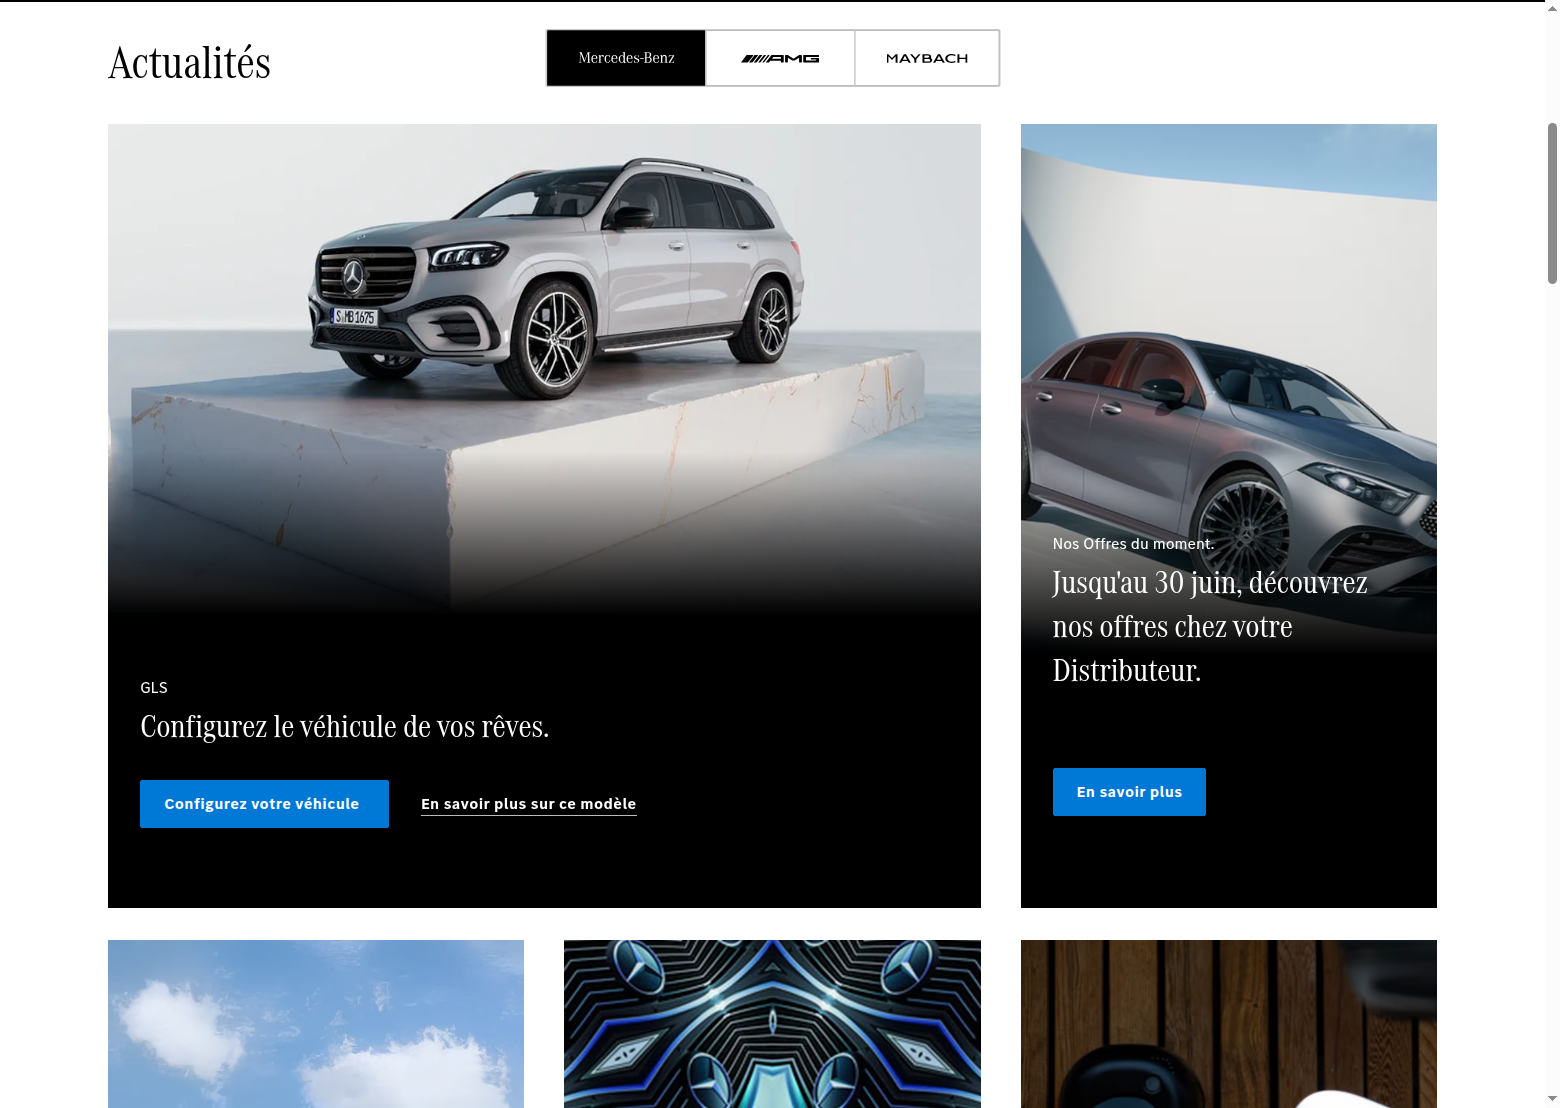 Actualités
Mercedes-Benz
AMG
MAYBACH
S MB 1675
GLS
Configurez le véhicule de vos rêves.
Configurez votre véhicule
En savoir plus sur ce modèle
Nos Offres du moment.
Jusqu'au 30 juin, découvrez
nos offres chez votre
Distributeur.
En savoir plus